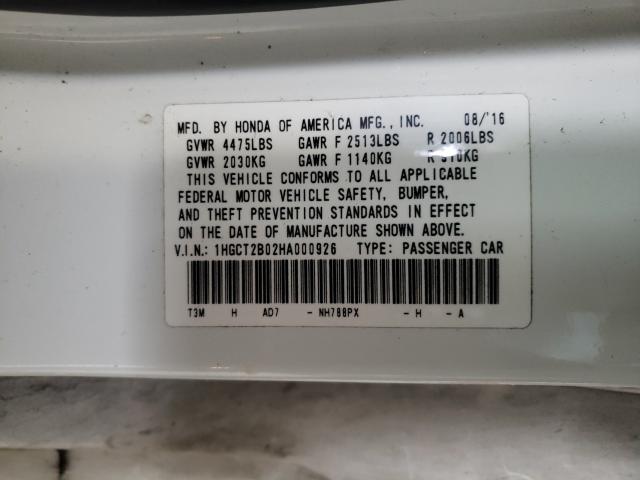 MFD. BY HONDA OF AMERICA MFG., INC. 08/'16
GVWR 4475LBS GAWR F 2513LBS R 2006LBS
GVWR 2030KG GAWR F 1140KG R 910KG
THIS VEHICLE CONFORMS TO ALL APPLICABLE
FEDERAL MOTOR VEHICLE SAFETY, BUMPER,
AND THEFT PREVENTION STANDARDS IN EFFECT
ON THE DATE OF MANUFACTURE SHOWN ABOVE.
V.I.N.: 1HGCT2B02HA000926 TYPE: PASSENGER CAR
T3M H AD7 - NH788PX - H - A